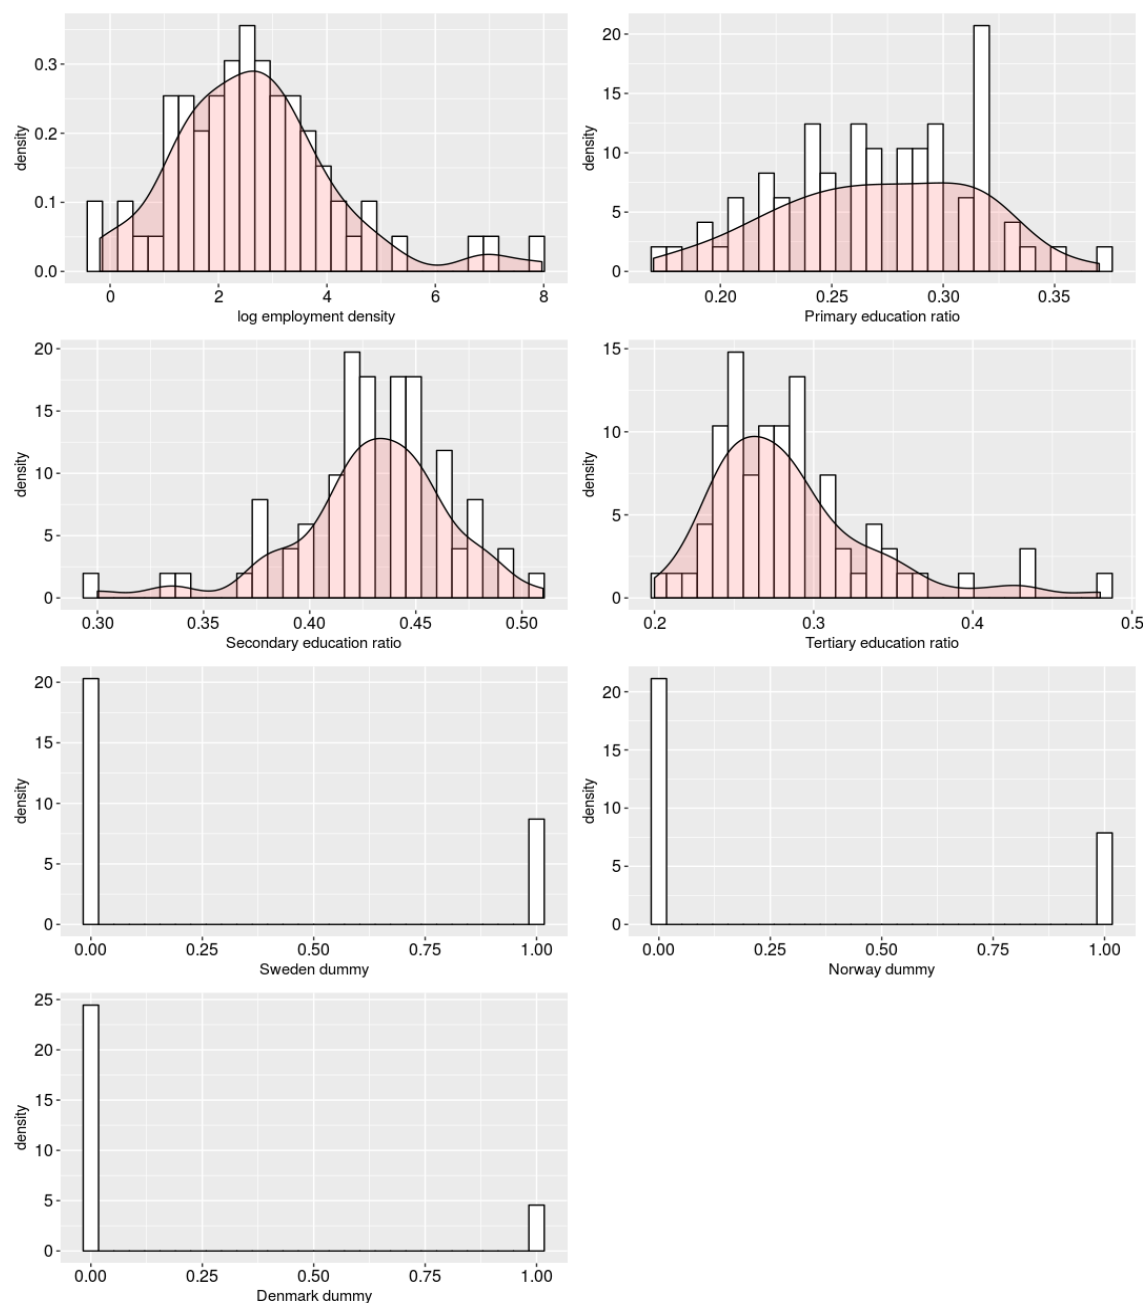 density
0.3
0.2
0.1
0.0
0 2 4 6 8
log employment density
density
20
15
10
5
0
0.20 0.25 0.30 0.35
Primary education ratio
density
20
15
10
5
0
0.30 0.35 0.40 0.45 0.50
Secondary education ratio
density
15
10
5
0
0.2 0.3 0.4 0.5
Tertiary education ratio
density
20
15
10
5
0
0.00 0.25 0.50 0.75 1.00
Sweden dummy
density
20
15
10
5
0
0.00 0.25 0.50 0.75 1.00
Norway dummy
density
25
20
15
10
5
0
0.00 0.25 0.50 0.75 1.00
Denmark dummy